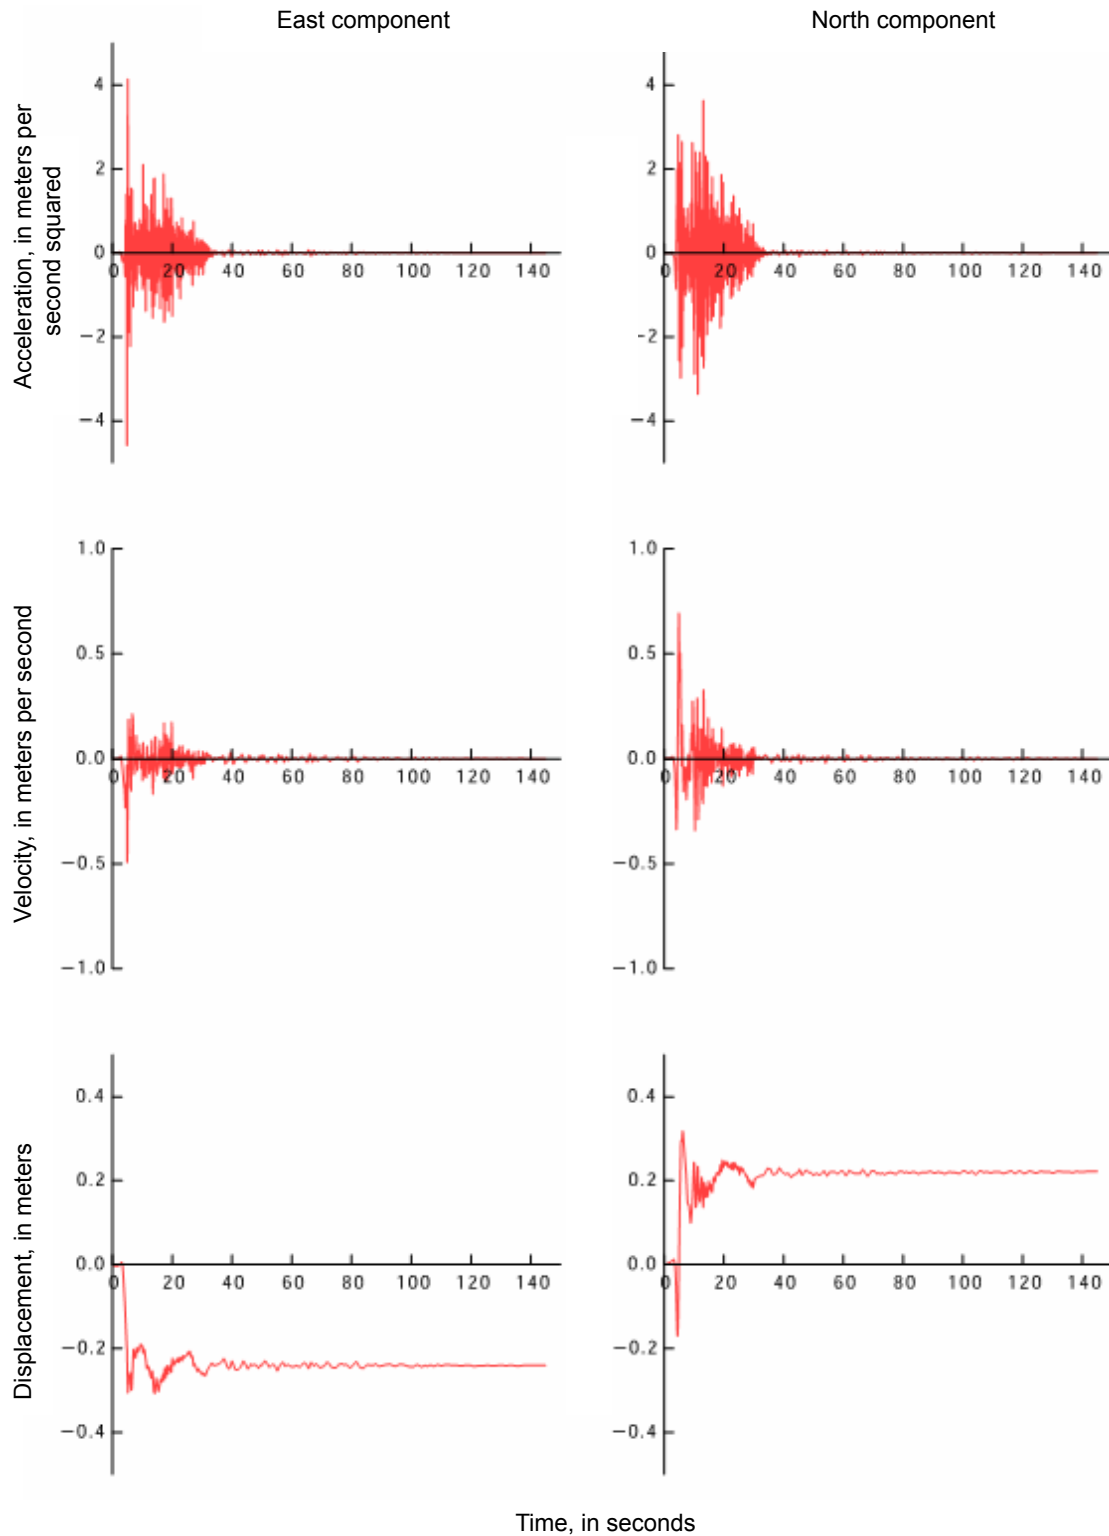 East component
North component
Acceleration, in meters per
second squared
4
2
0
−2
−4
0 20 40 60 80 100 120 140
4
2
0
-2
−4
0 20 40 60 80 100 120 140
Velocity, in meters per second
1.0
0.5
0.0
−0.5
−1.0
0 20 40 60 80 100 120 140
1.0
0.5
0.0
−0.5
−1.0
0 20 40 60 80 100 120 140
Displacement, in meters
0.4
0.2
0.0
−0.2
−0.4
0 20 40 60 80 100 120 140
0.4
0.2
0.0
−0.2
−0.4
0 20 40 60 80 100 120 140
Time, in seconds